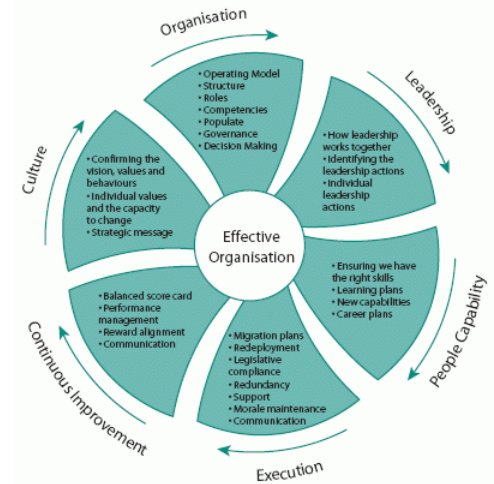 Organisation
• Operating Model
• Structure
• Roles
• Competencies
• Populate
• Governance
• Decision Making
Leadership
• How leadership
works together
• Identifying the
leadership actions
• Individual
leadership
actions
People Capability
• Ensuring we have
the right skills
• Learning plans
• New capabilities
• Career plans
Execution
• Migration plans
• Redeployment
• Legislative
compliance
• Redundancy
• Support
• Morale maintenance
• Communication
Continuous Improvement
• Balanced score card
• Performance
management
• Reward alignment
• Communication
Culture
• Confirming the
vision, values and
behaviours
• Individual values
and the capacity
to change
• Strategic message
Effective
Organisation